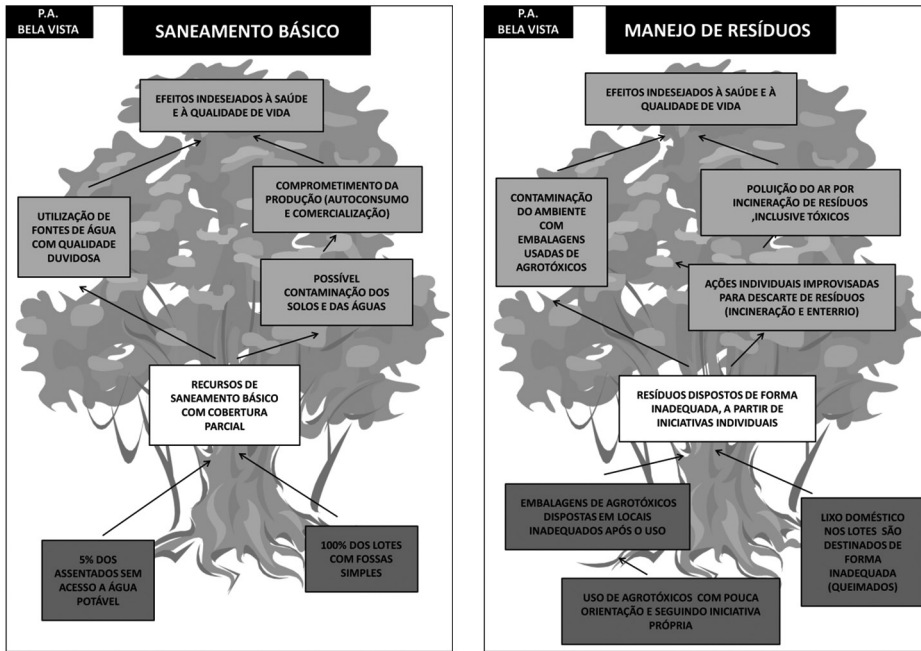 P.A.
BELA VISTA
SANEAMENTO BÁSICO
EFEITOS INDESEJADOS À SAÚDE
E À QUALIDADE DE VIDA
COMPROMETIMENTO DA
PRODUÇÃO (AUTOCONSUMO
E COMERCIALIZAÇÃO)
UTILIZAÇÃO DE
FONTES DE ÁGUA
COM QUALIDADE
DUVIDOSA
POSSÍVEL
CONTAMINAÇÃO DOS
SOLOS E DAS ÁGUAS
RECURSOS DE
SANEAMENTO BÁSICO
COM COBERTURA
PARCIAL
5% DOS
ASSENTADOS SEM
ACESSO A ÁGUA
POTÁVEL
100% DOS LOTES
COM FOSSAS
SIMPLES
P.A.
BELA VISTA
MANEJO DE RESÍDUOS
EFEITOS INDESEJADOS À SAÚDE E À
QUALIDADE DE VIDA
CONTAMINAÇÃO
DO AMBIENTE
COM
EMBALAGENS
USADAS DE
AGROTÓXICOS
POLUIÇÃO DO AR POR
INCINERAÇÃO DE RESÍDUOS
,INCLUSIVE TÓXICOS
AÇÕES INDIVIDUAIS IMPROVISADAS
PARA DESCARTE DE RESÍDUOS
(INCINERAÇÃO E ENTERRIO)
RESÍDUOS DISPOSTOS DE FORMA
INADEQUADA, A PARTIR DE
INICIATIVAS INDIVIDUAIS
EMBALAGENS DE AGROTÓXICOS
DISPOSTAS EM LOCAIS
INADEQUADOS APÓS O USO
LIXO DOMÉSTICO
NOS LOTES SÃO
DESTINADOS DE
FORMA
INADEQUADA
(QUEIMADOS)
USO DE AGROTÓXICOS COM POUCA
ORIENTAÇÃO E SEGUINDO INICIATIVA
PRÓPRIA